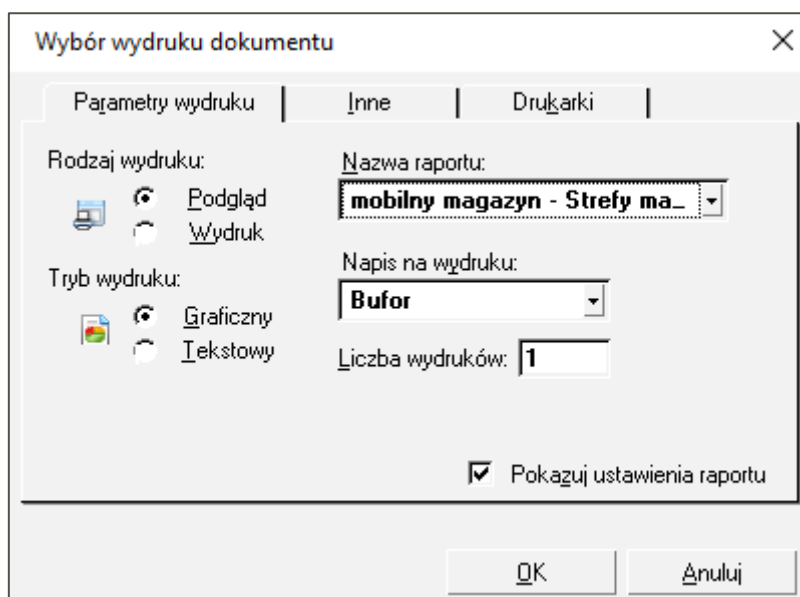 Wybór wydruku dokumentu
Parametry wydruku
Inne
Drukarki
Rodzaj wydruku:
Podgląd
Wydruk
Tryb wydruku:
Graficzny
Tekstowy
Nazwa raportu:
mobilny magazyn - Strefy ma...
Napis na wydruku:
Bufor
Liczba wydruków: 1
Pokazuj ustawienia raportu
OK
Anuluj